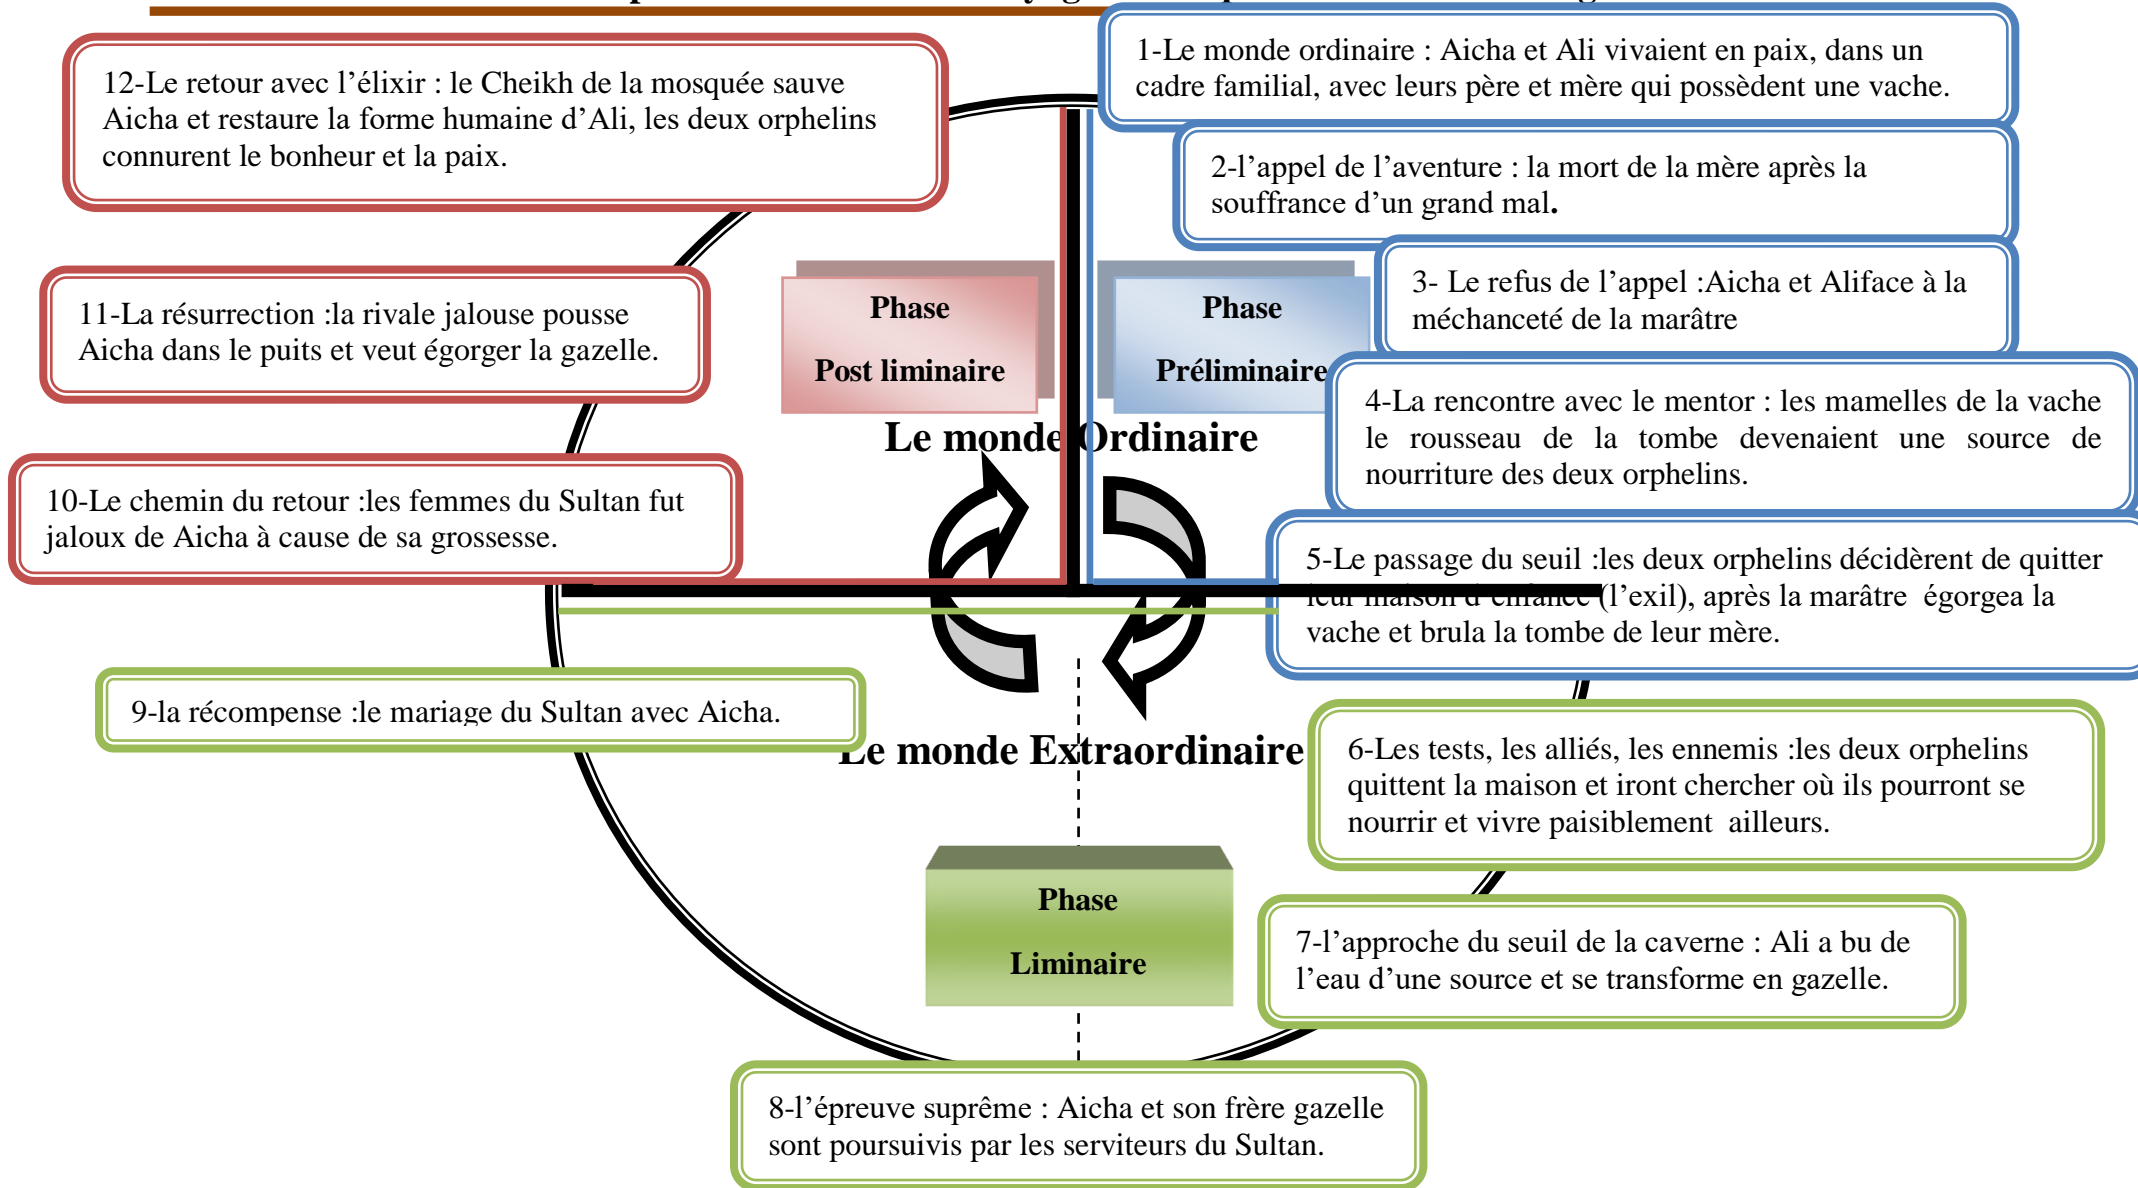 1-Le monde ordinaire : Aicha et Ali vivaient en paix, dans un
cadre familial, avec leurs père et mère qui possèdent une vache.
2-l’appel de l’aventure : la mort de la mère après la
souffrance d’un grand mal.
3- Le refus de l’appel :Aicha et Aliface à la
méchanceté de la marâtre
4-La rencontre avec le mentor : les mamelles de la vache
le rousseau de la tombe devenaient une source de
nourriture des deux orphelins.
5-Le passage du seuil :les deux orphelins décidèrent de quitter
leur maison d’enfance (l’exil), après la marâtre égorgea la
vache et brula la tombe de leur mère.
6-Les tests, les alliés, les ennemis :les deux orphelins
quittent la maison et iront chercher où ils pourront se
nourrir et vivre paisiblement ailleurs.
7-l’approche du seuil de la caverne : Ali a bu de
l’eau d’une source et se transforme en gazelle.
8-l’épreuve suprême : Aicha et son frère gazelle
sont poursuivis par les serviteurs du Sultan.
9-la récompense :le mariage du Sultan avec Aicha.
10-Le chemin du retour :les femmes du Sultan fut
jaloux de Aicha à cause de sa grossesse.
11-La résurrection :la rivale jalouse pousse
Aicha dans le puits et veut égorger la gazelle.
12-Le retour avec l’élixir : le Cheikh de la mosquée sauve
Aicha et restaure la forme humaine d’Ali, les deux orphelins
connurent le bonheur et la paix.
Phase
Post liminaire
Phase
Préliminaire
Le monde Ordinaire
Le monde Extraordinaire
Phase
Liminaire